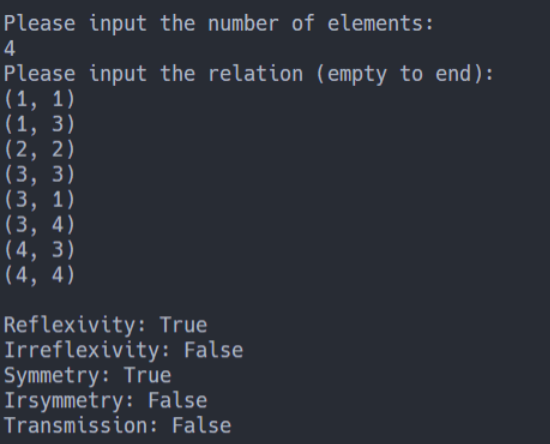 Please input the number of elements:
4
Please input the relation (empty to end):
(1, 1)
(1, 3)
(2, 2)
(3, 3)
(3, 1)
(3, 4)
(4, 3)
(4, 4)
Reflexivity: True
Irreflexivity: False
Symmetry: True
Irsymmetry: False
Transmission: False